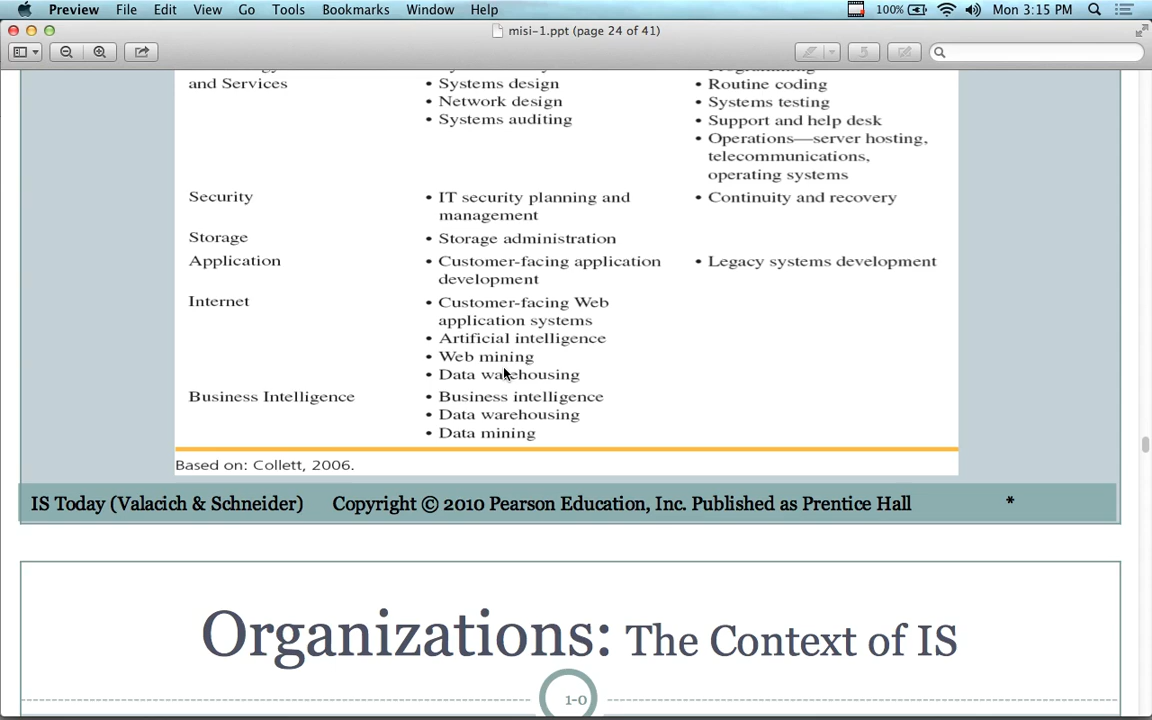 Preview File Edit View Go Tools Bookmarks Window Help 100% Mon 3:15 PM
misi-1.ppt (page 24 of 41)
and Services
• Systems design
• Network design
• Systems auditing
• Routine coding
• Systems testing
• Support and help desk
• Operations—server hosting,
telecommunications,
operating systems
Security
• IT security planning and
management
• Continuity and recovery
Storage
• Storage administration
Application
• Customer-facing application
development
• Legacy systems development
Internet
• Customer-facing Web
application systems
• Artificial intelligence
• Web mining
• Data warehousing
Business Intelligence
• Business intelligence
• Data warehousing
• Data mining
Based on: Collett, 2006.
IS Today (Valacich & Schneider) Copyright © 2010 Pearson Education, Inc. Published as Prentice Hall *
Organizations: The Context of IS
1-0